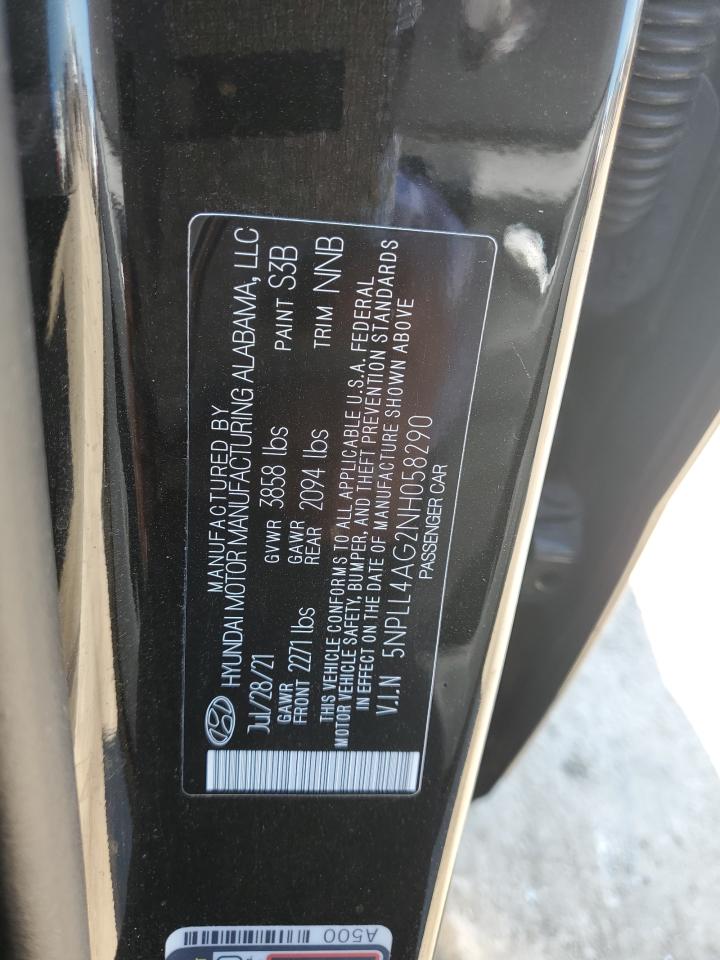 MANUFACTURED BY
HYUNDAI MOTOR MANUFACTURING ALABAMA, LLC
Jul/28/21 GVWR 3858 lbs PAINT S3B
GAWR FRONT 2271 lbs GAWR REAR 2094 lbs TRIM NNB
THIS VEHICLE CONFORMS TO ALL APPLICABLE U.S.A. FEDERAL
MOTOR VEHICLE SAFETY, BUMPER, AND THEFT PREVENTION STANDARDS
IN EFFECT ON THE DATE OF MANUFACTURE SHOWN ABOVE
V.I.N 5NPLL4AG2NH058290
PASSENGER CAR
A500